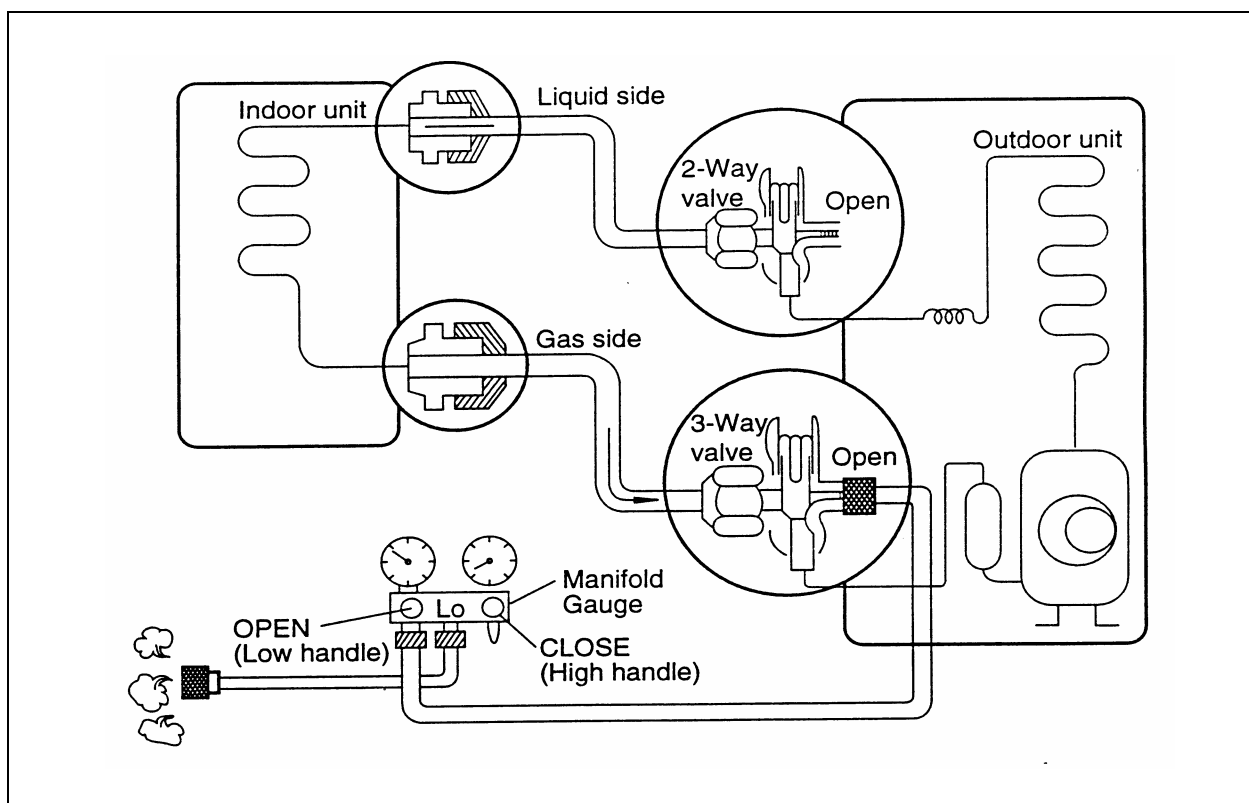 Indoor unit
Liquid side
2-Way
valve
Open
Outdoor unit
Gas side
3-Way
valve
Open
Manifold
Gauge
Lo
OPEN
(Low handle)
CLOSE
(High handle)